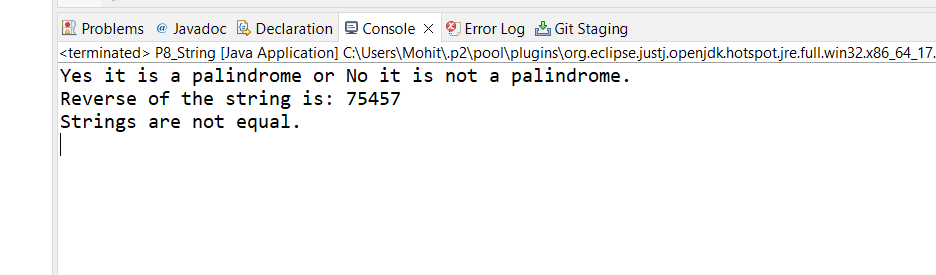 Problems @ Javadoc Declaration Console Error Log Git Staging
<terminated> P8_String [Java Application] C:\Users\Mohit\.p2\pool\plugins\org.eclipse.justj.openjdk.hotspot.jre.full.win32.x86_64_17.
Yes it is a palindrome or No it is not a palindrome.
Reverse of the string is: 75457
Strings are not equal.